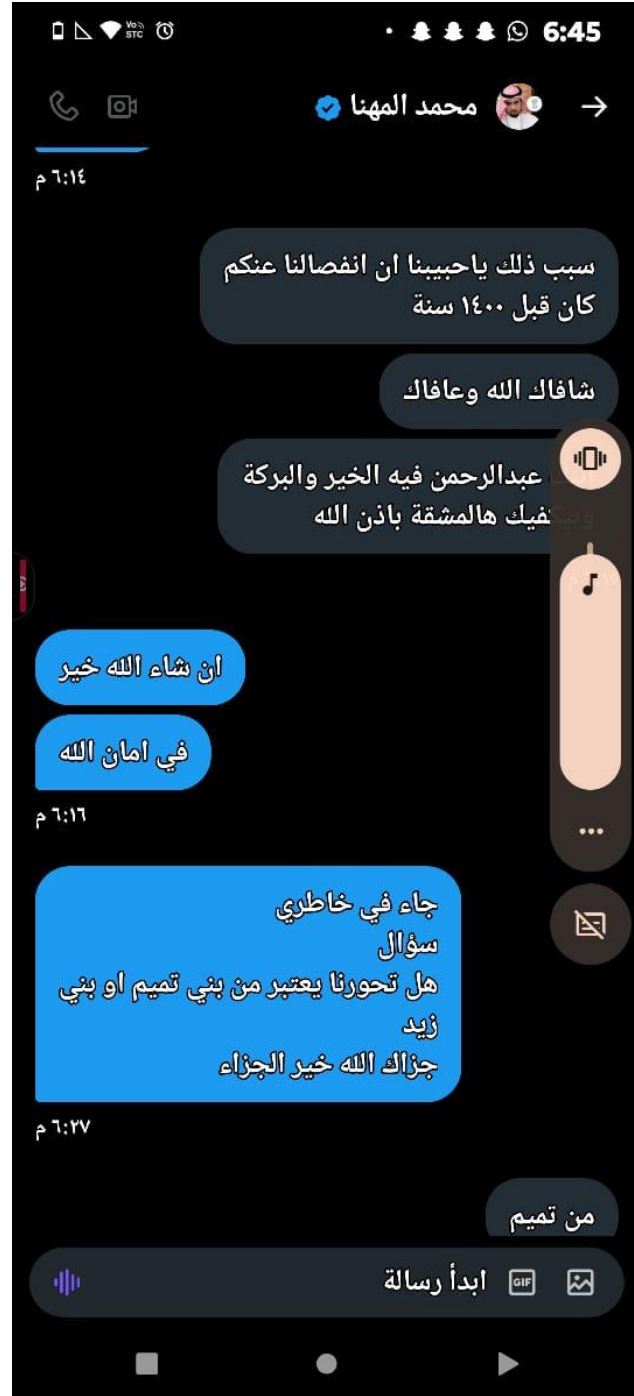 Vo)) STC
6:45
محمد المهنا
٦:١٤ م
سبب ذلك ياحبيبنا ان انفصالنا عنكم
كان قبل ١٤٠٠ سنة
شافاك الله وعافاك
عبدالرحمن فيه الخير والبركة
هالمشقة باذن الله
ان شاء الله خير
في امان الله
٦:١٦ م
جاء في خاطري
سؤال
هل تحورنا يعتبر من بني تميم او بني
زيد
جزاك الله خير الجزاء
٦:٢٧ م
من تميم
ابدأ رسالة
GIF